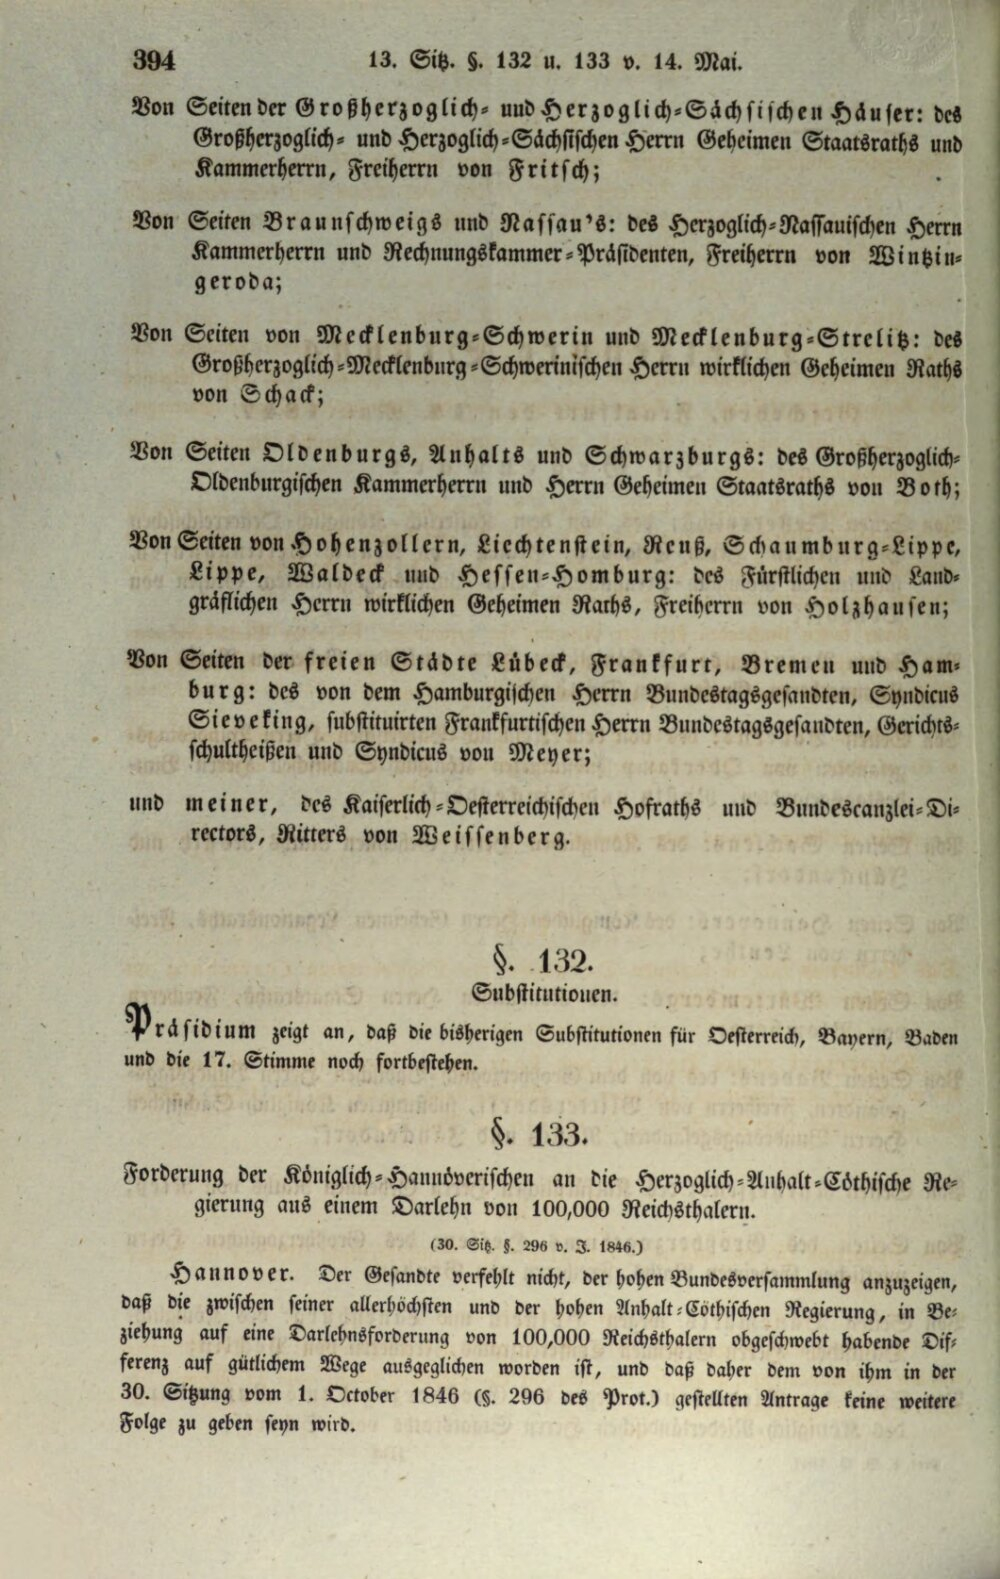 394 13. Sitz. §. 132 u. 133 v. 14. Mai.
Von Seiten der Großherzoglich- und Herzoglich-Sächsischen Häuser: des
Großherzoglich- und Herzoglich-Sächsischen Herrn Geheimen Staatsraths und
Kammerherrn, Freiherrn von Fritsch;
Von Seiten Braunschweigs und Nassau's: des Herzoglich-Nassauischen Herrn
Kammerherrn und Rechnungskammer-Präsidenten, Freiherrn von Wintzin-
geroda;
Von Seiten von Mecklenburg-Schwerin und Mecklenburg-Strelitz: des
Großherzoglich-Mecklenburg-Schwerinischen Herrn wirklichen Geheimen Raths
von Schack;
Von Seiten Oldenburgs, Anhalts und Schwarzburgs: des Großherzoglich-
Oldenburgischen Kammerherrn und Herrn Geheimen Staatsraths von Both;
Von Seiten von Hohenzollern, Liechtenstein, Reuß, Schaumburg-Lippe,
Lippe, Waldeck und Hessen-Homburg: des Fürstlichen und Land-
gräflichen Herrn wirklichen Geheimen Raths, Freiherrn von Holzhausen;
Von Seiten der freien Städte Lübeck, Frankfurt, Bremen und Ham-
burg: des von dem Hamburgischen Herrn Bundestagsgesandten, Syndicus
Sieveking, substituirten Frankfurtischen Herrn Bundestagsgesandten, Gerichts-
schultheißen und Syndicus von Meyer;
und meiner, des Kaiserlich-Oesterreichischen Hofraths und Bundescanzlei-Di-
rectors, Ritters von Weissenberg.
§. 132.
Substitutionen.
Präsidium zeigt an, daß die bisherigen Substitutionen für Oesterreich, Bayern, Baden
und die 17. Stimme noch fortbestehen.
§. 133.
Forderung der Königlich-Hannöverischen an die Herzoglich-Anhalt-Cöthische Re-
gierung aus einem Darlehn von 100,000 Reichsthalern.
(30. Sitz. §. 296 v. J. 1846.)
Hannover. Der Gesandte verfehlt nicht, der hohen Bundesversammlung anzuzeigen,
daß die zwischen seiner allerhöchsten und der hohen Anhalt-Cöthischen Regierung, in Be-
ziehung auf eine Darlehnsforderung von 100,000 Reichsthalern obgeschwebt habende Dif-
ferenz auf gütlichem Wege ausgeglichen worden ist, und daß daher dem von ihm in der
30. Sitzung vom 1. October 1846 (§. 296 des Prot.) gestellten Antrage keine weitere
Folge zu geben seyn wird.